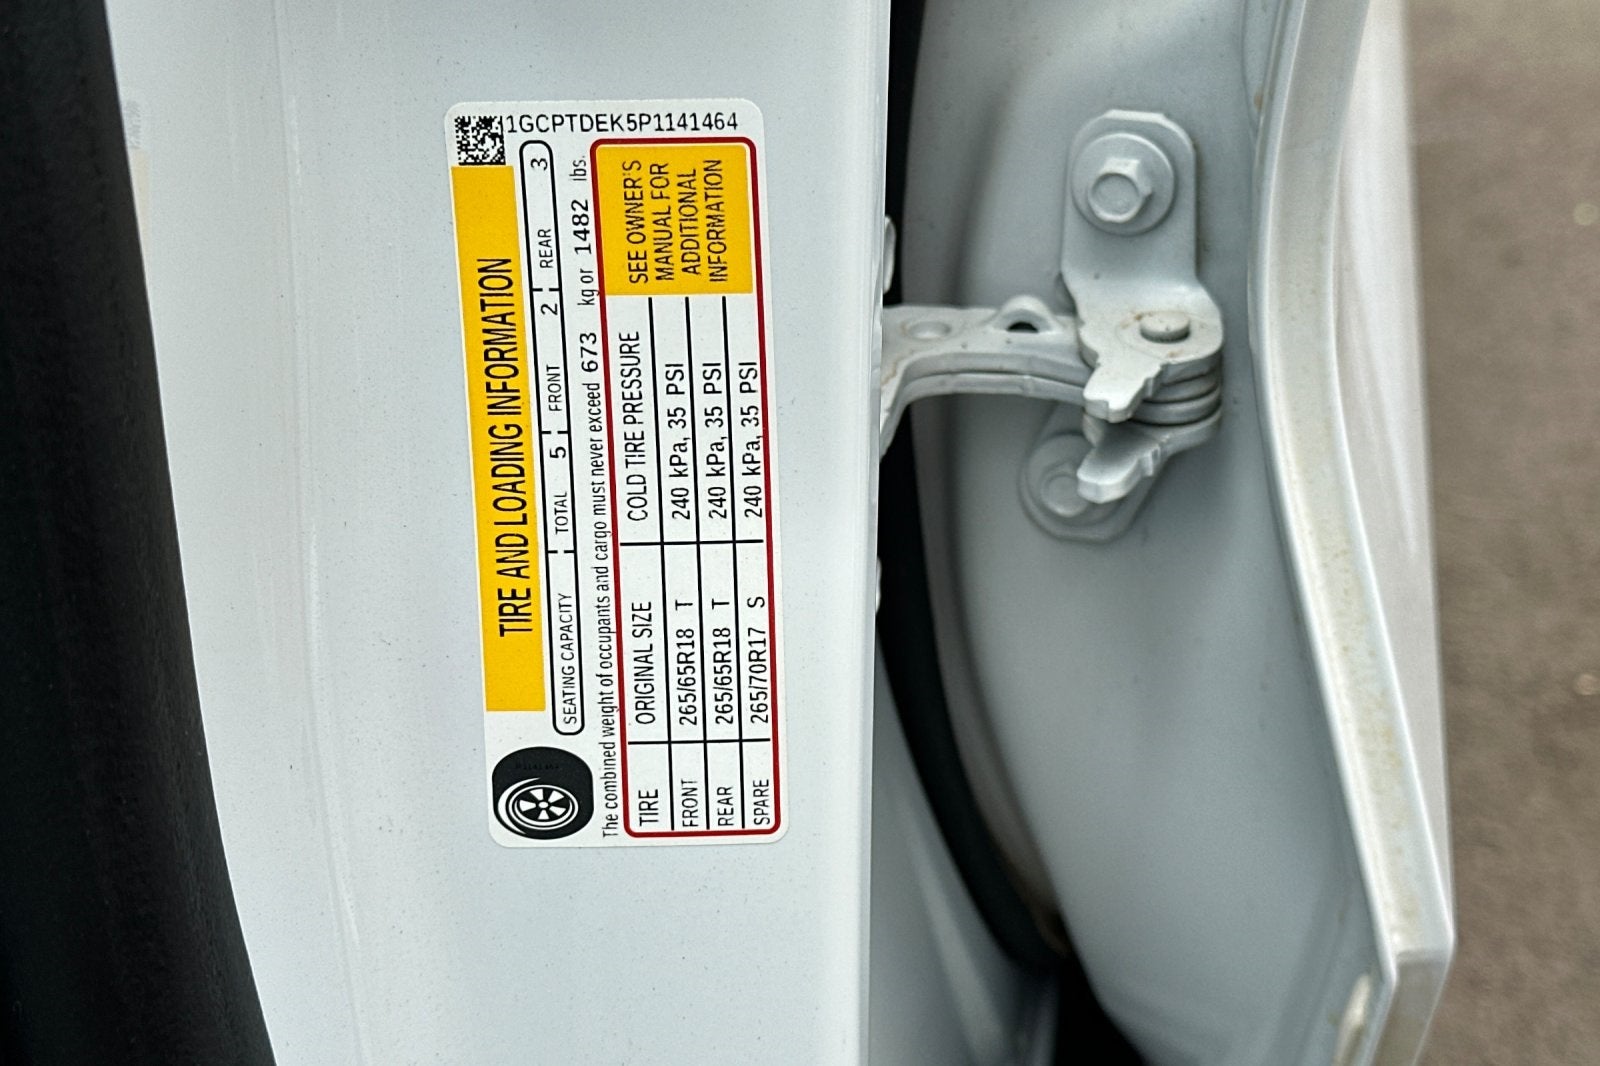 1GCPTDEK5P1141464
TIRE AND LOADING INFORMATION
SEATING CAPACITY TOTAL 5 FRONT 2 REAR 3
The combined weight of occupants and cargo must never exceed 673 kg or 1482 lbs.
TIRE ORIGINAL SIZE COLD TIRE PRESSURE
FRONT 265/65R18 T 240 kPa, 35 PSI
REAR 265/65R18 T 240 kPa, 35 PSI
SPARE 265/70R17 S 240 kPa, 35 PSI
SEE OWNER'S
MANUAL FOR
ADDITIONAL
INFORMATION